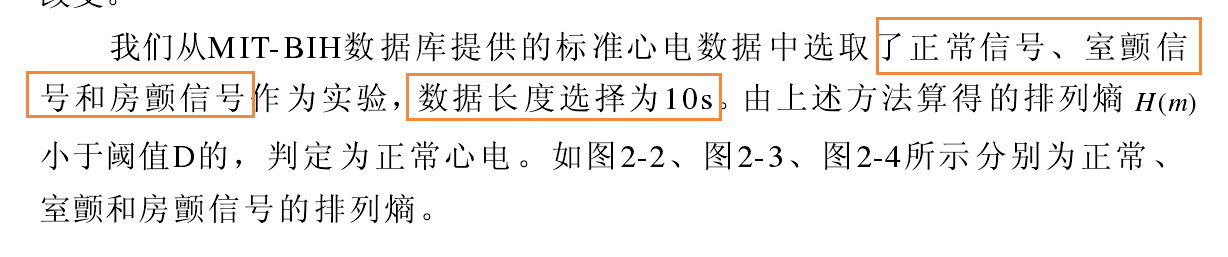 我们从MIT-BIH数据库提供的标准心电数据中选取了正常信号、室颤信
号和房颤信号作为实验，数据长度选择为10s。由上述方法算得的排列熵 H(m)
小于阈值D的，判定为正常心电。如图2-2、图2-3、图2-4所示分别为正常、
室颤和房颤信号的排列熵。